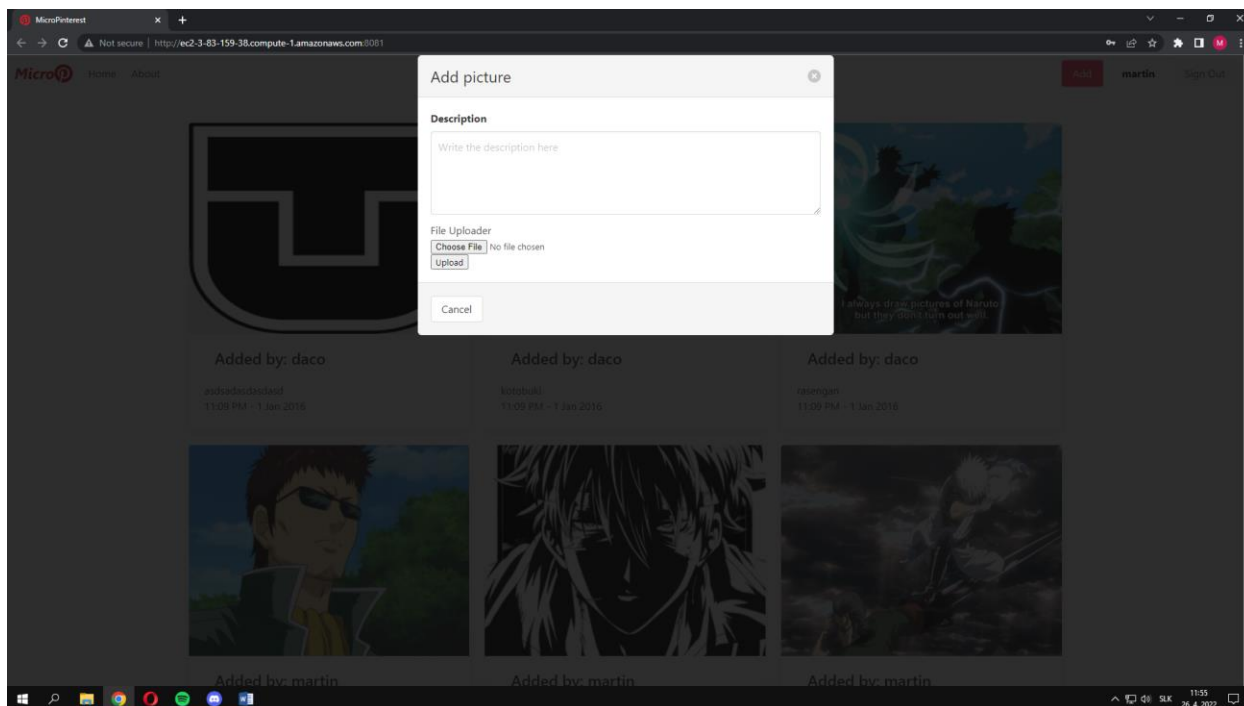 MicroPinterest
Not secure | http://ec2-3-83-159-38.compute-1.amazonaws.com:8081
M
Micro Home About
Add martin Sign Out
Add picture
Description
Write the description here
File Uploader
Choose File No file chosen
Upload
Cancel
I always draw pictures of Naruto
but they don't turn out well.
Added by: daco
Added by: daco
Added by: daco
kotobuki
rasengan
11:09 PM - 1 Jan 2016
11:09 PM - 1 Jan 2016
11:09 PM - 1 Jan 2016
Added by: martin
Added by: martin
Added by: martin
SLK
11:55
26. 4. 2022